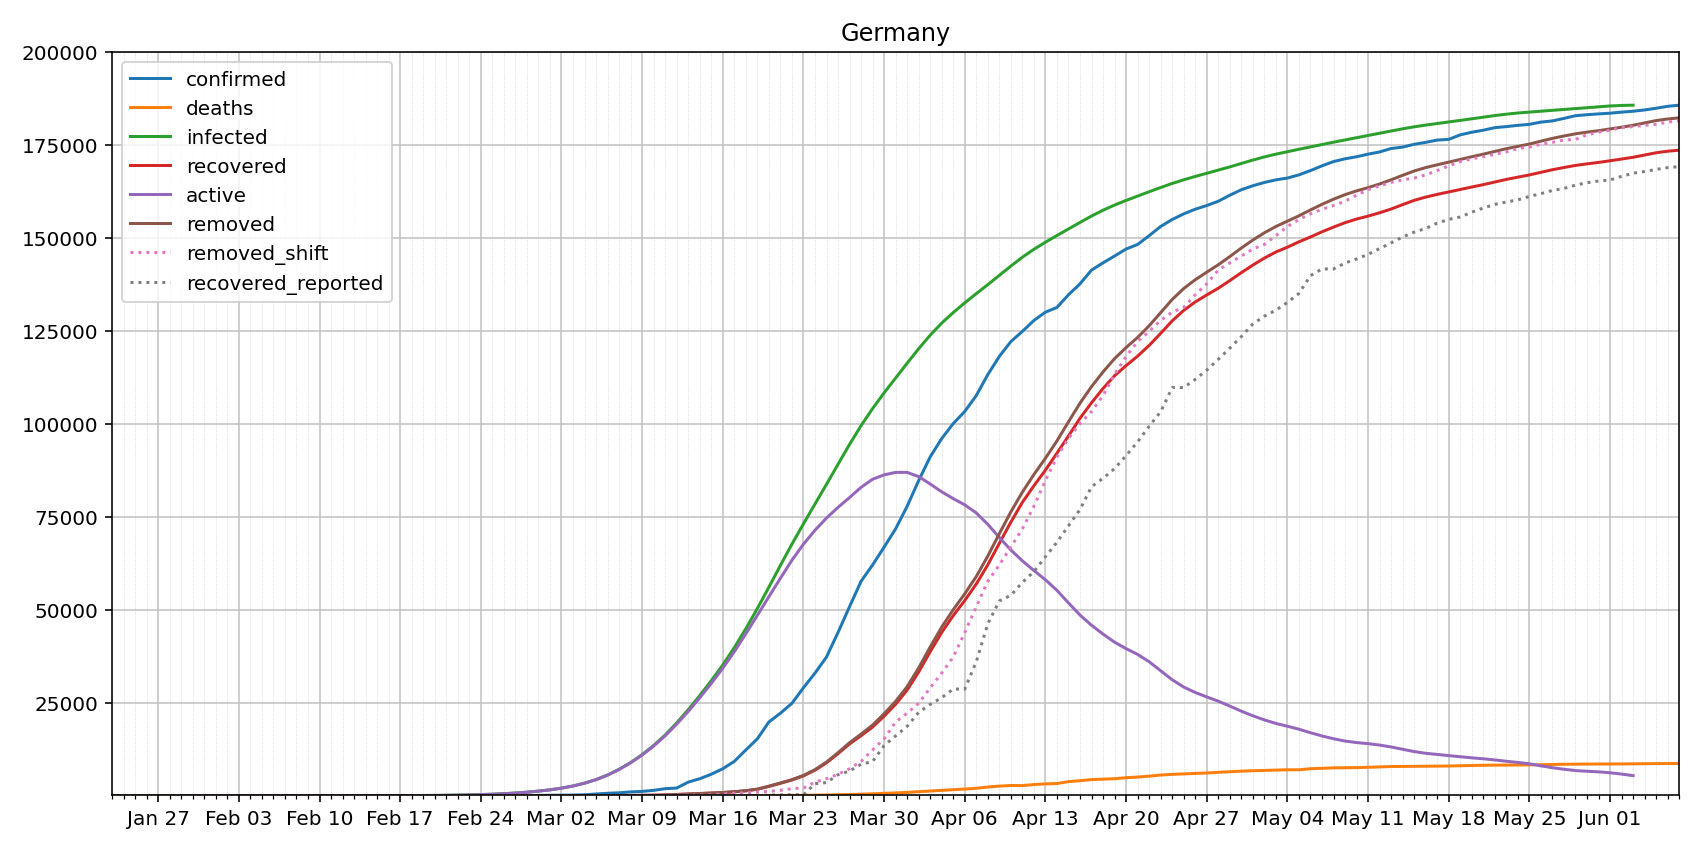 Germany
200000
175000
150000
125000
100000
75000
50000
25000
confirmed
deaths
infected
recovered
active
removed
removed_shift
recovered_reported
Jan 27 Feb 03 Feb 10 Feb 17 Feb 24 Mar 02 Mar 09 Mar 16 Mar 23 Mar 30 Apr 06 Apr 13 Apr 20 Apr 27 May 04 May 11 May 18 May 25 Jun 01